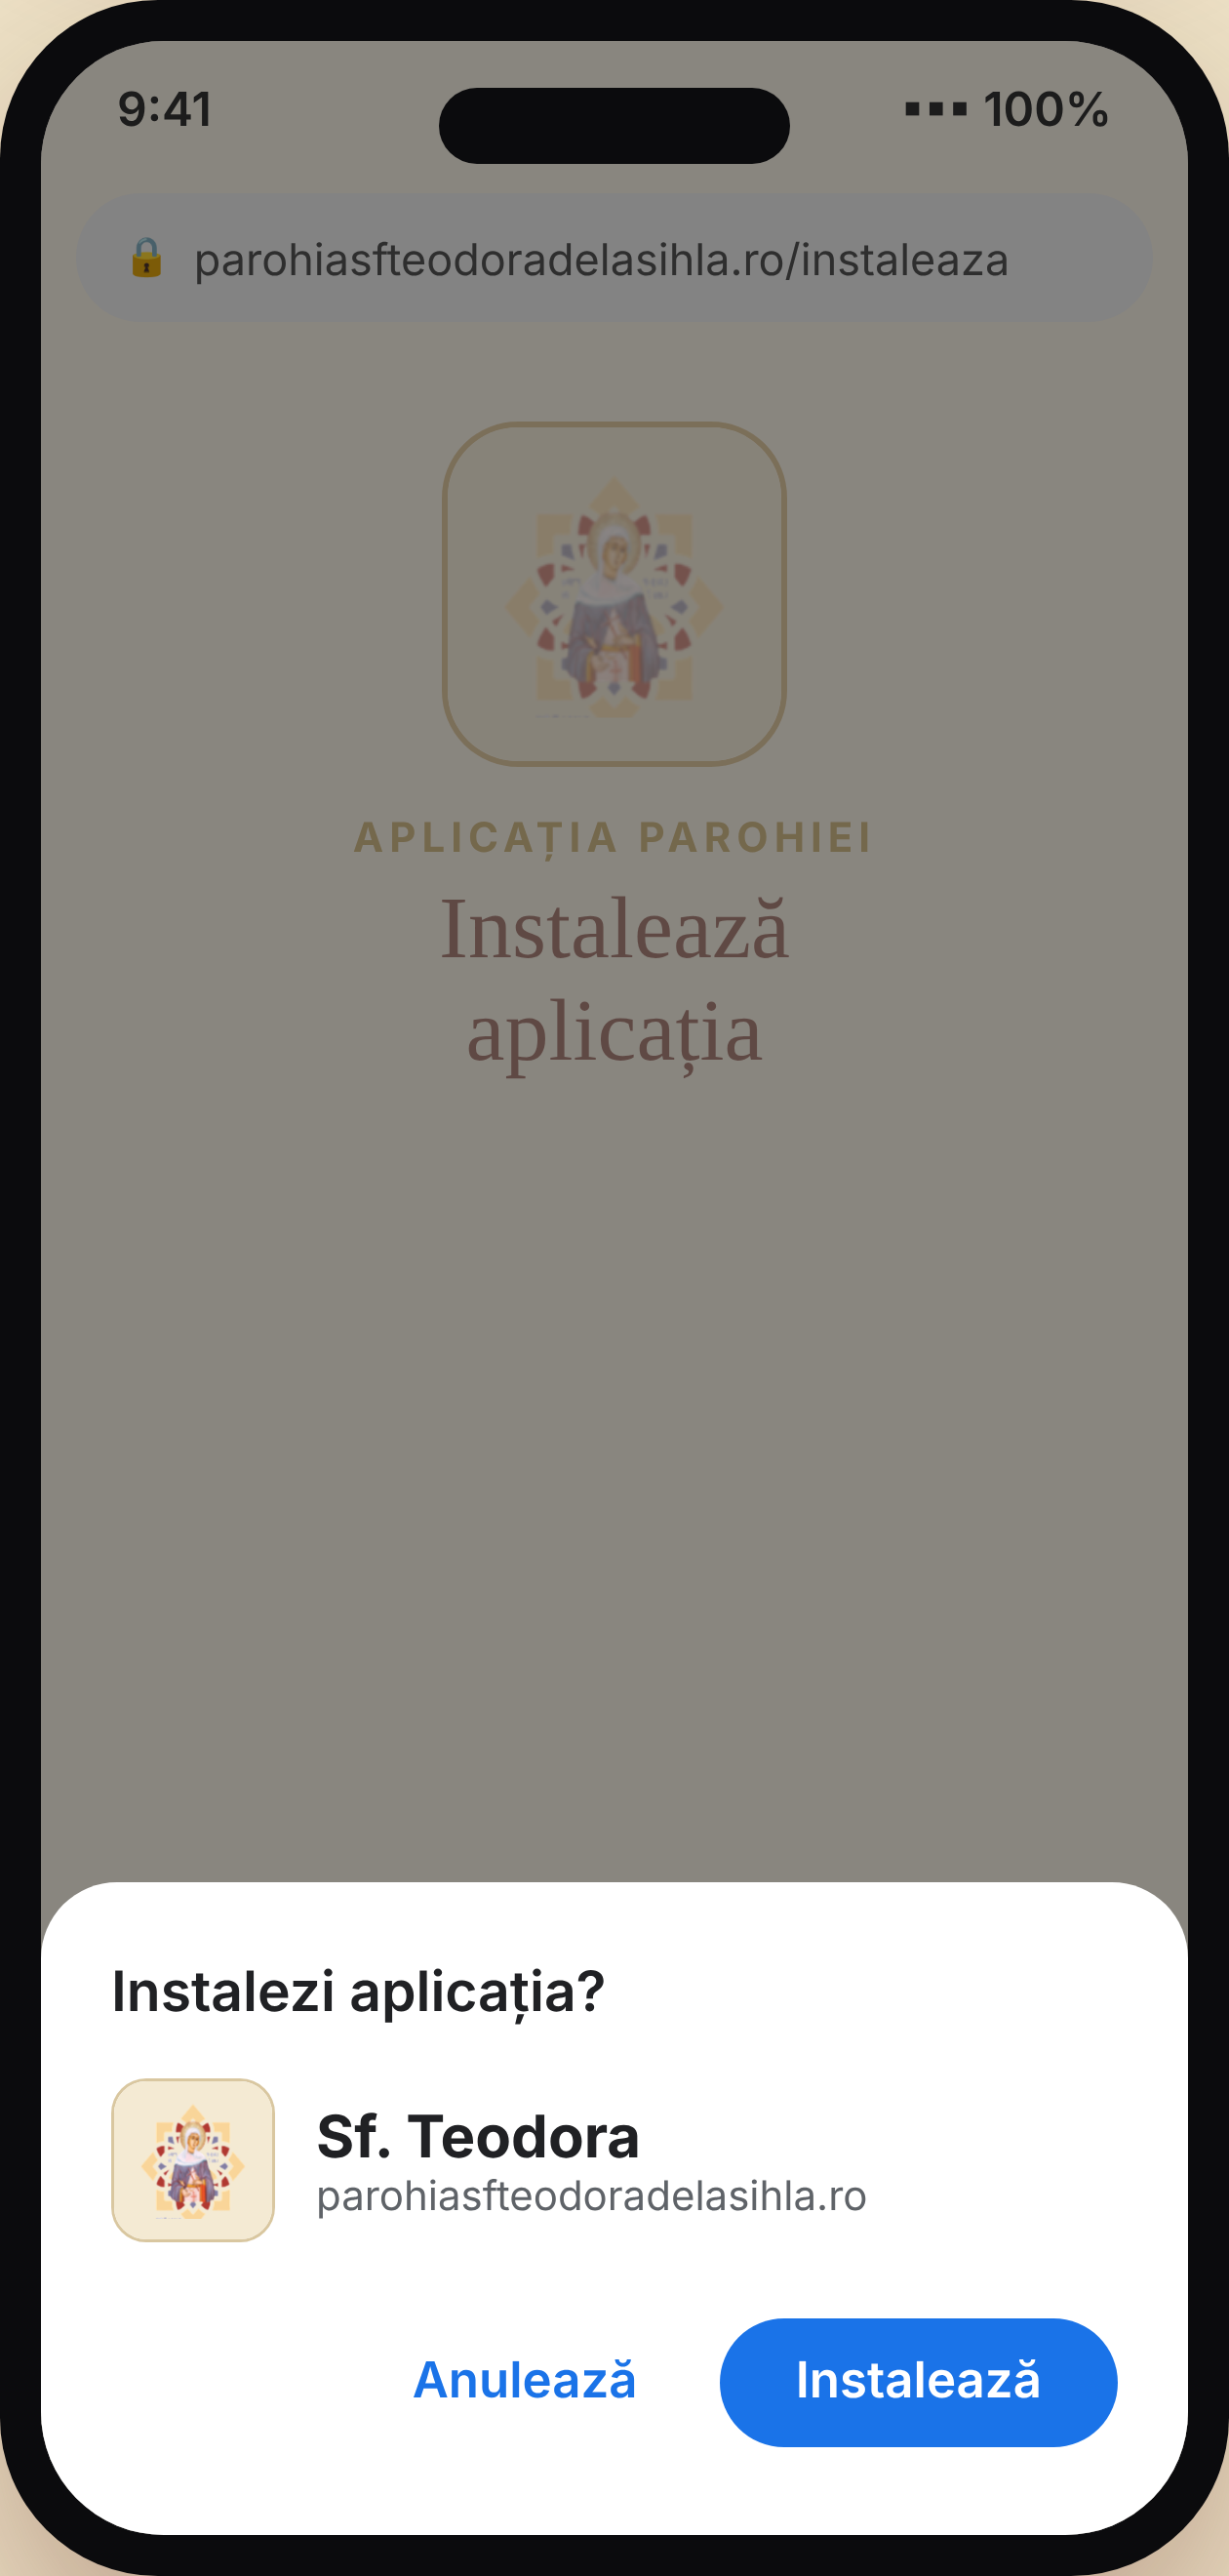 9:41
100%
parohiasfteodoradelasihla.ro/instaleaza
APLICAȚIA PAROHIEI
Instalează
aplicația
Instalezi aplicația?
Sf. Teodora
parohiasfteodoradelasihla.ro
Anulează
Instalează